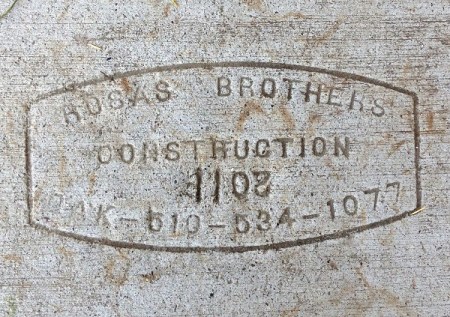 ROSAS BROTHERS
CONSTRUCTION
1102
OAK-510-534-1077